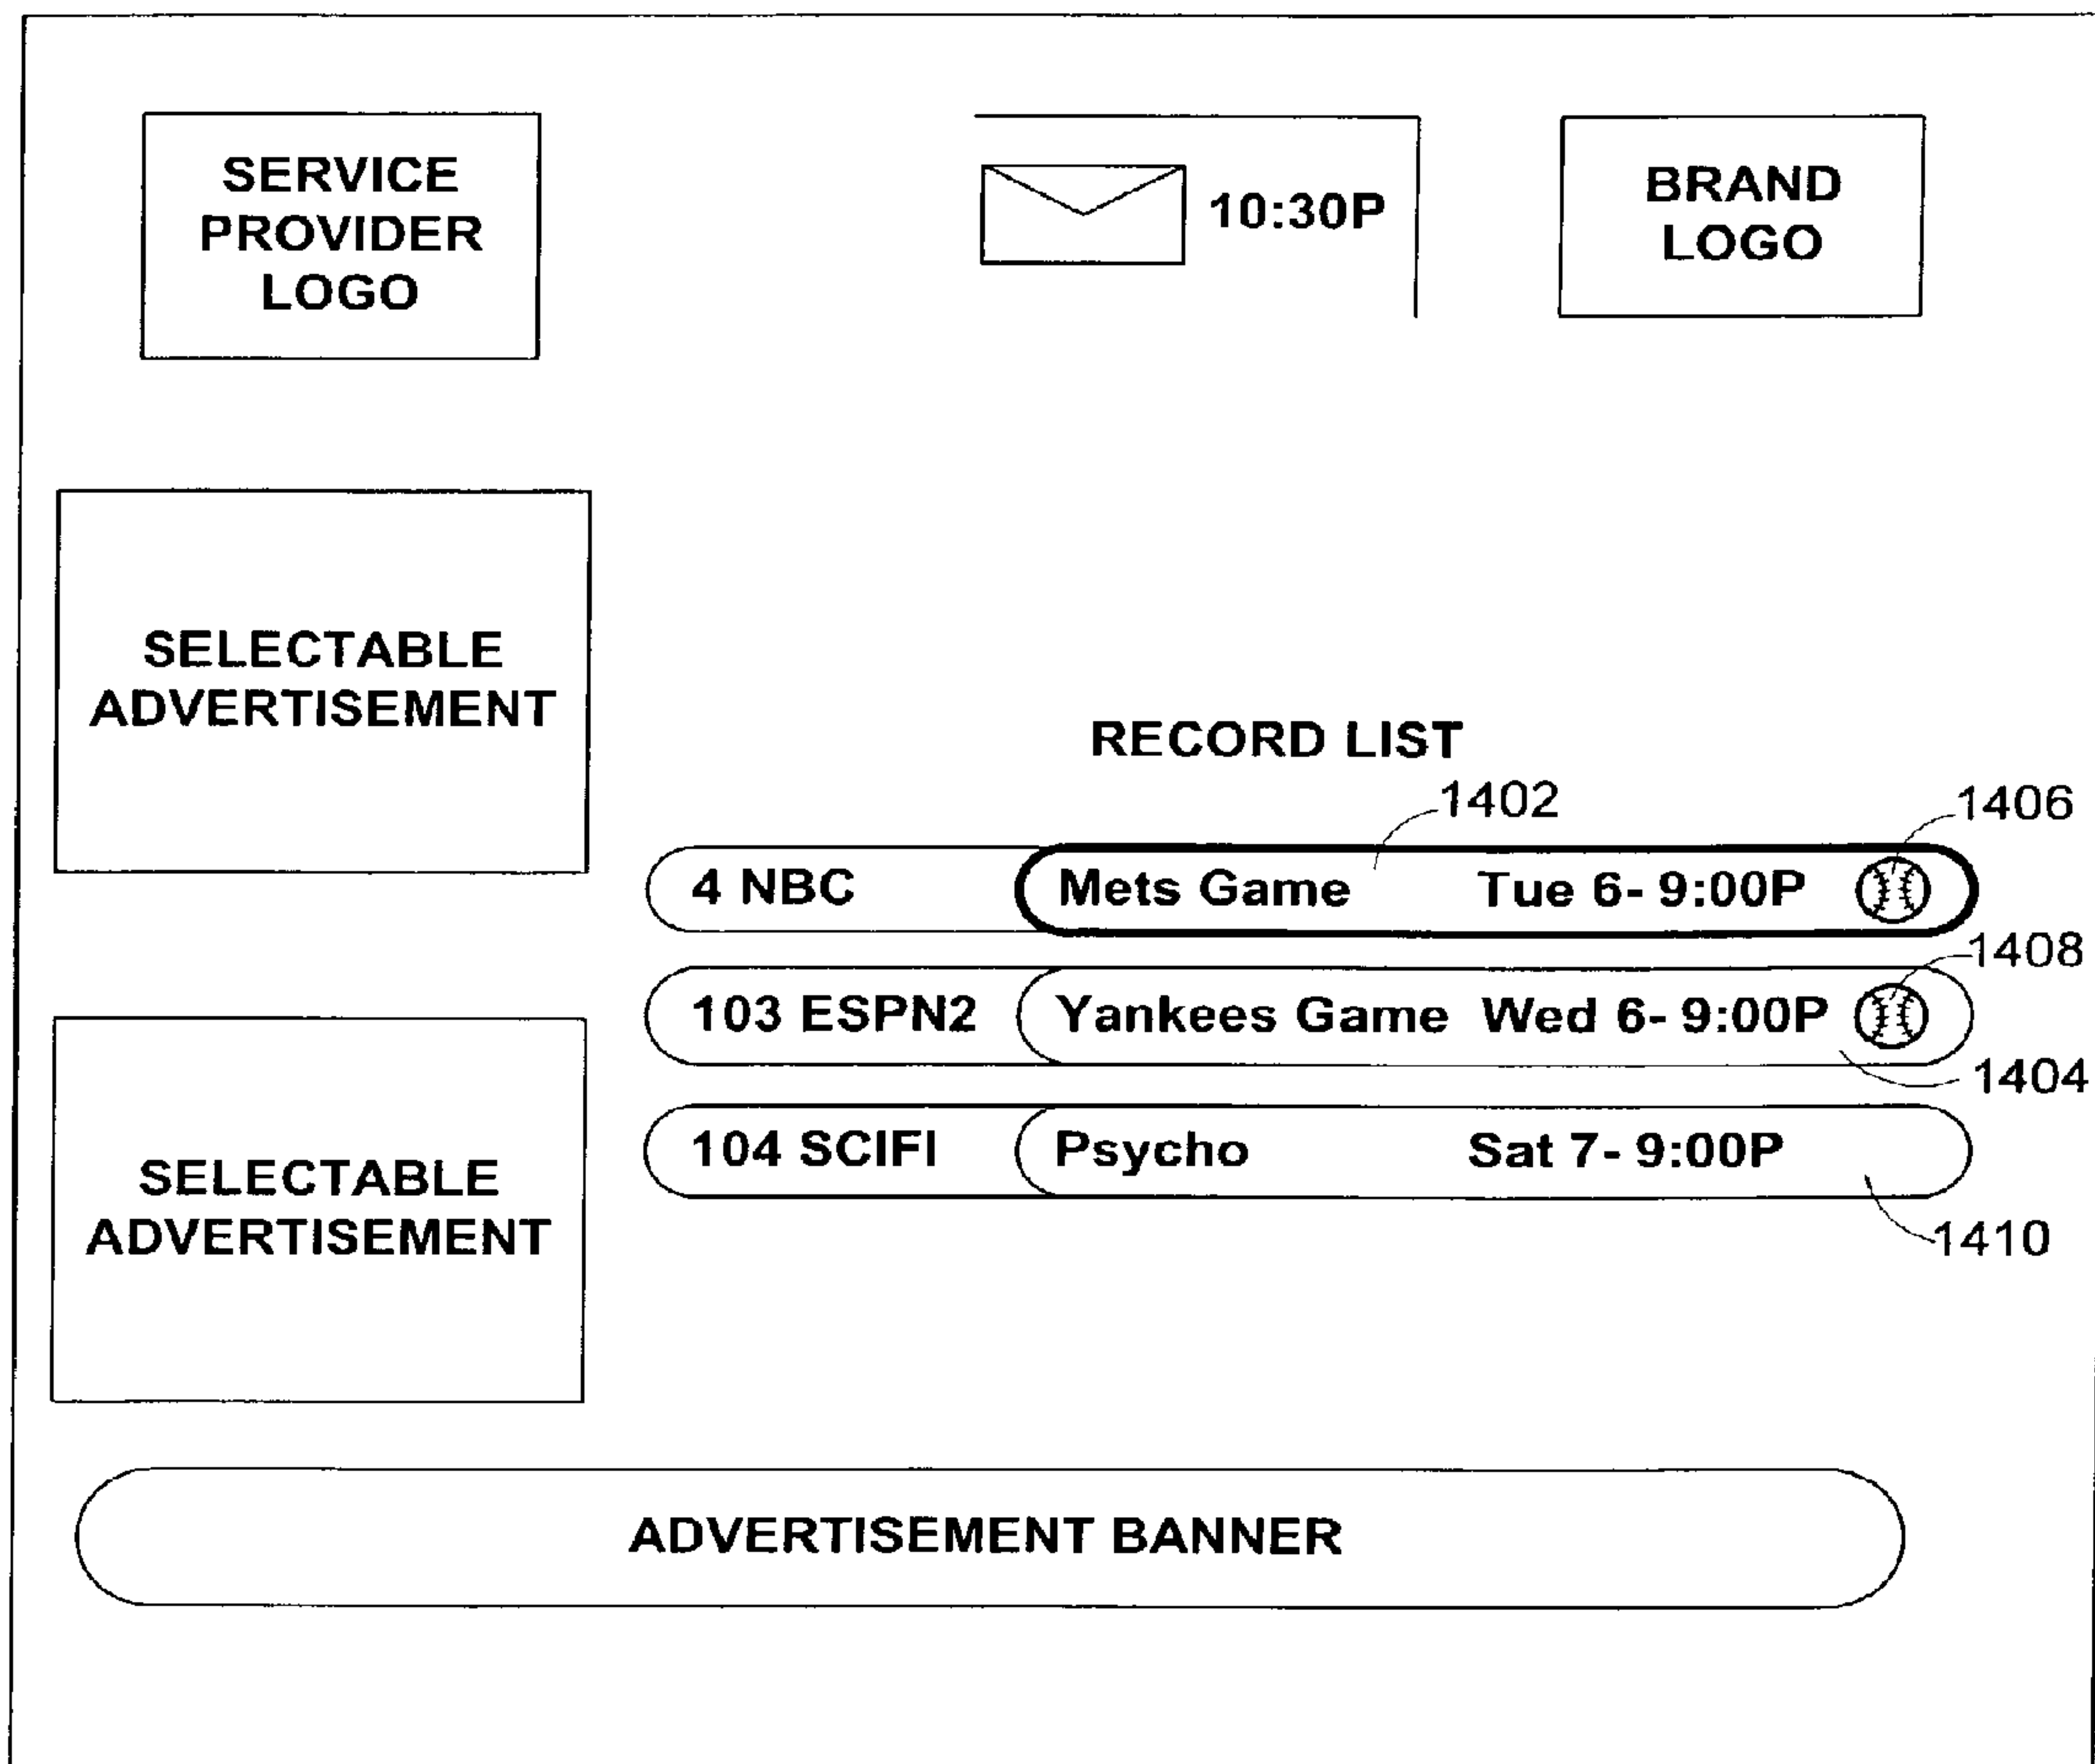 SERVICE
PROVIDER
LOGO
10:30P
BRAND
LOGO
SELECTABLE
ADVERTISEMENT
RECORD LIST
1402
1406
4 NBC Mets Game Tue 6- 9:00P
1408
103 ESPN2 Yankees Game Wed 6- 9:00P
1404
104 SCIFI Psycho Sat 7- 9:00P
1410
SELECTABLE
ADVERTISEMENT
ADVERTISEMENT BANNER